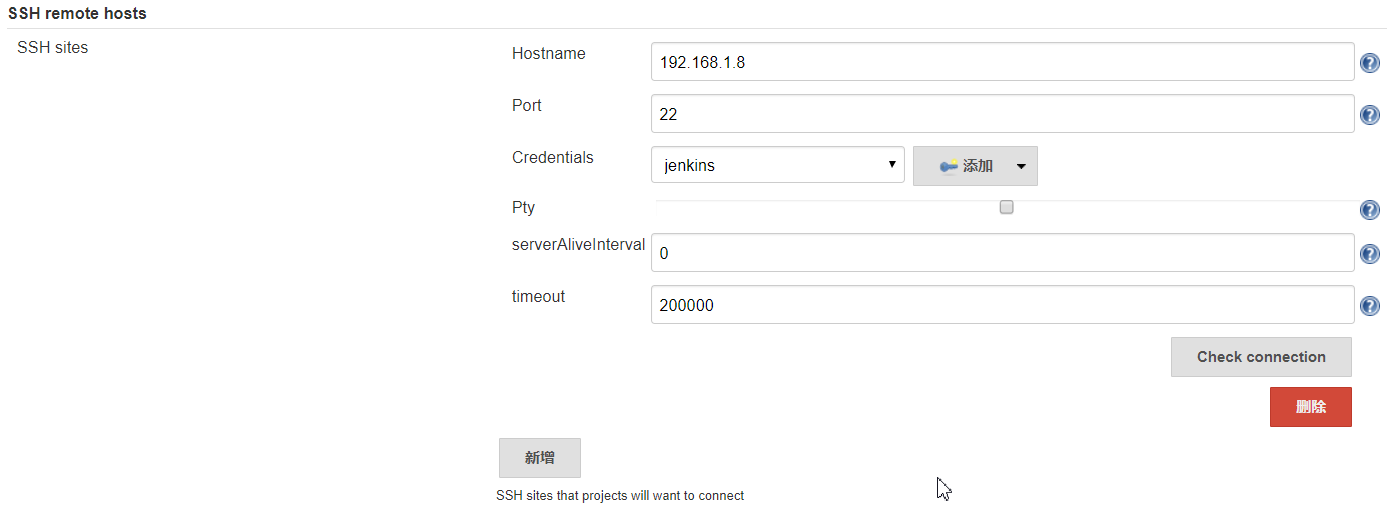 SSH remote hosts
SSH sites
Hostname
192.168.1.8
Port
22
Credentials
jenkins
添加
Pty
serverAliveInterval
0
timeout
200000
Check connection
删除
新增
SSH sites that projects will want to connect